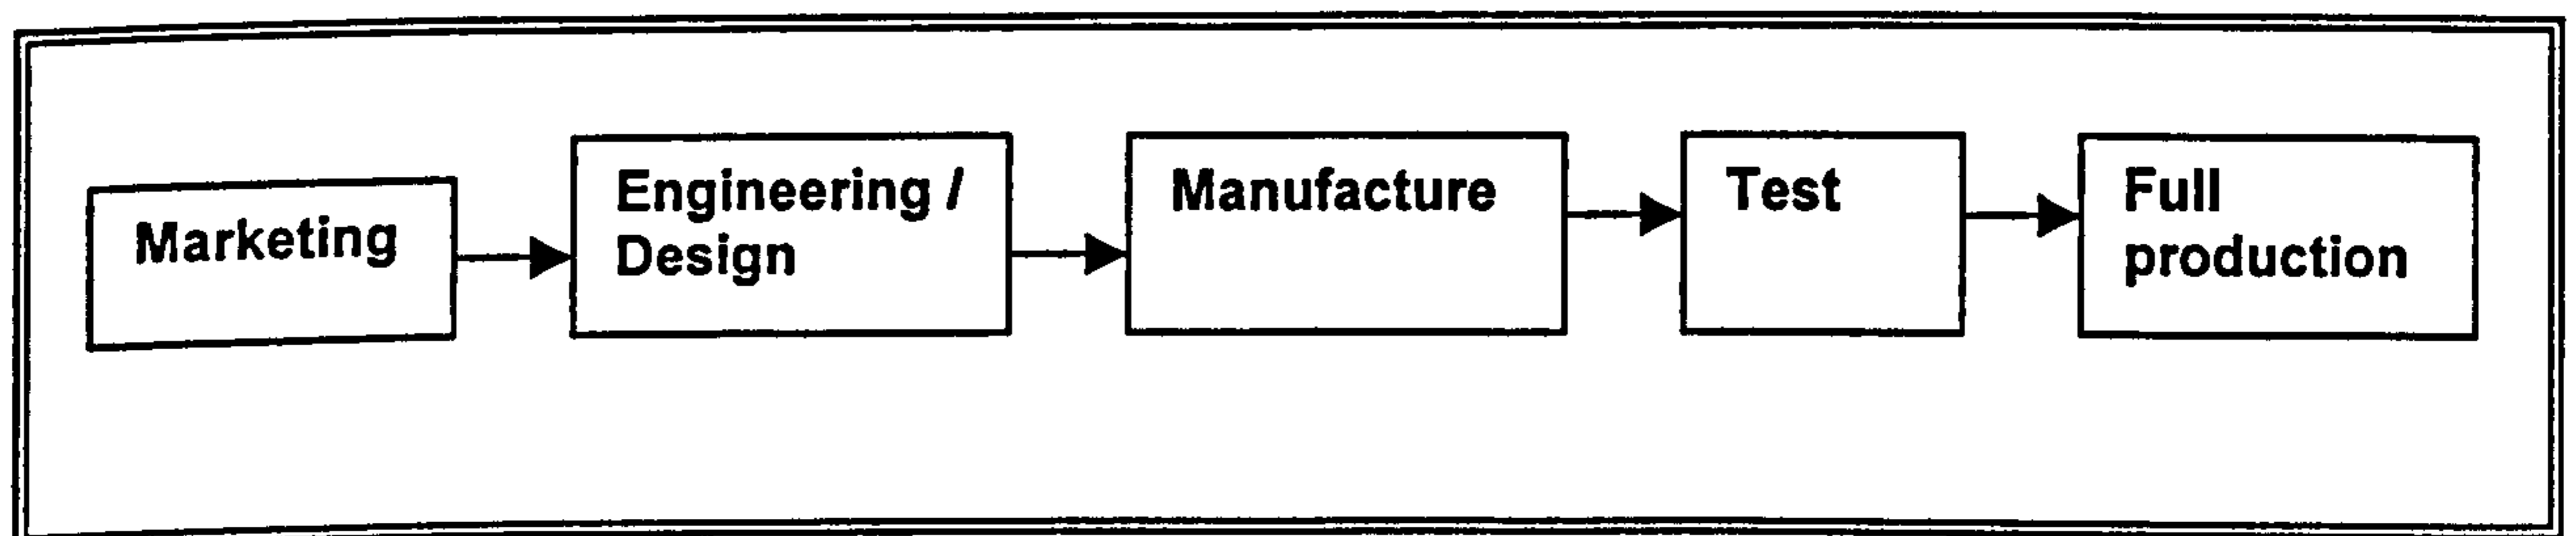 Marketing
Engineering /
Design
Manufacture
Test
Full
production